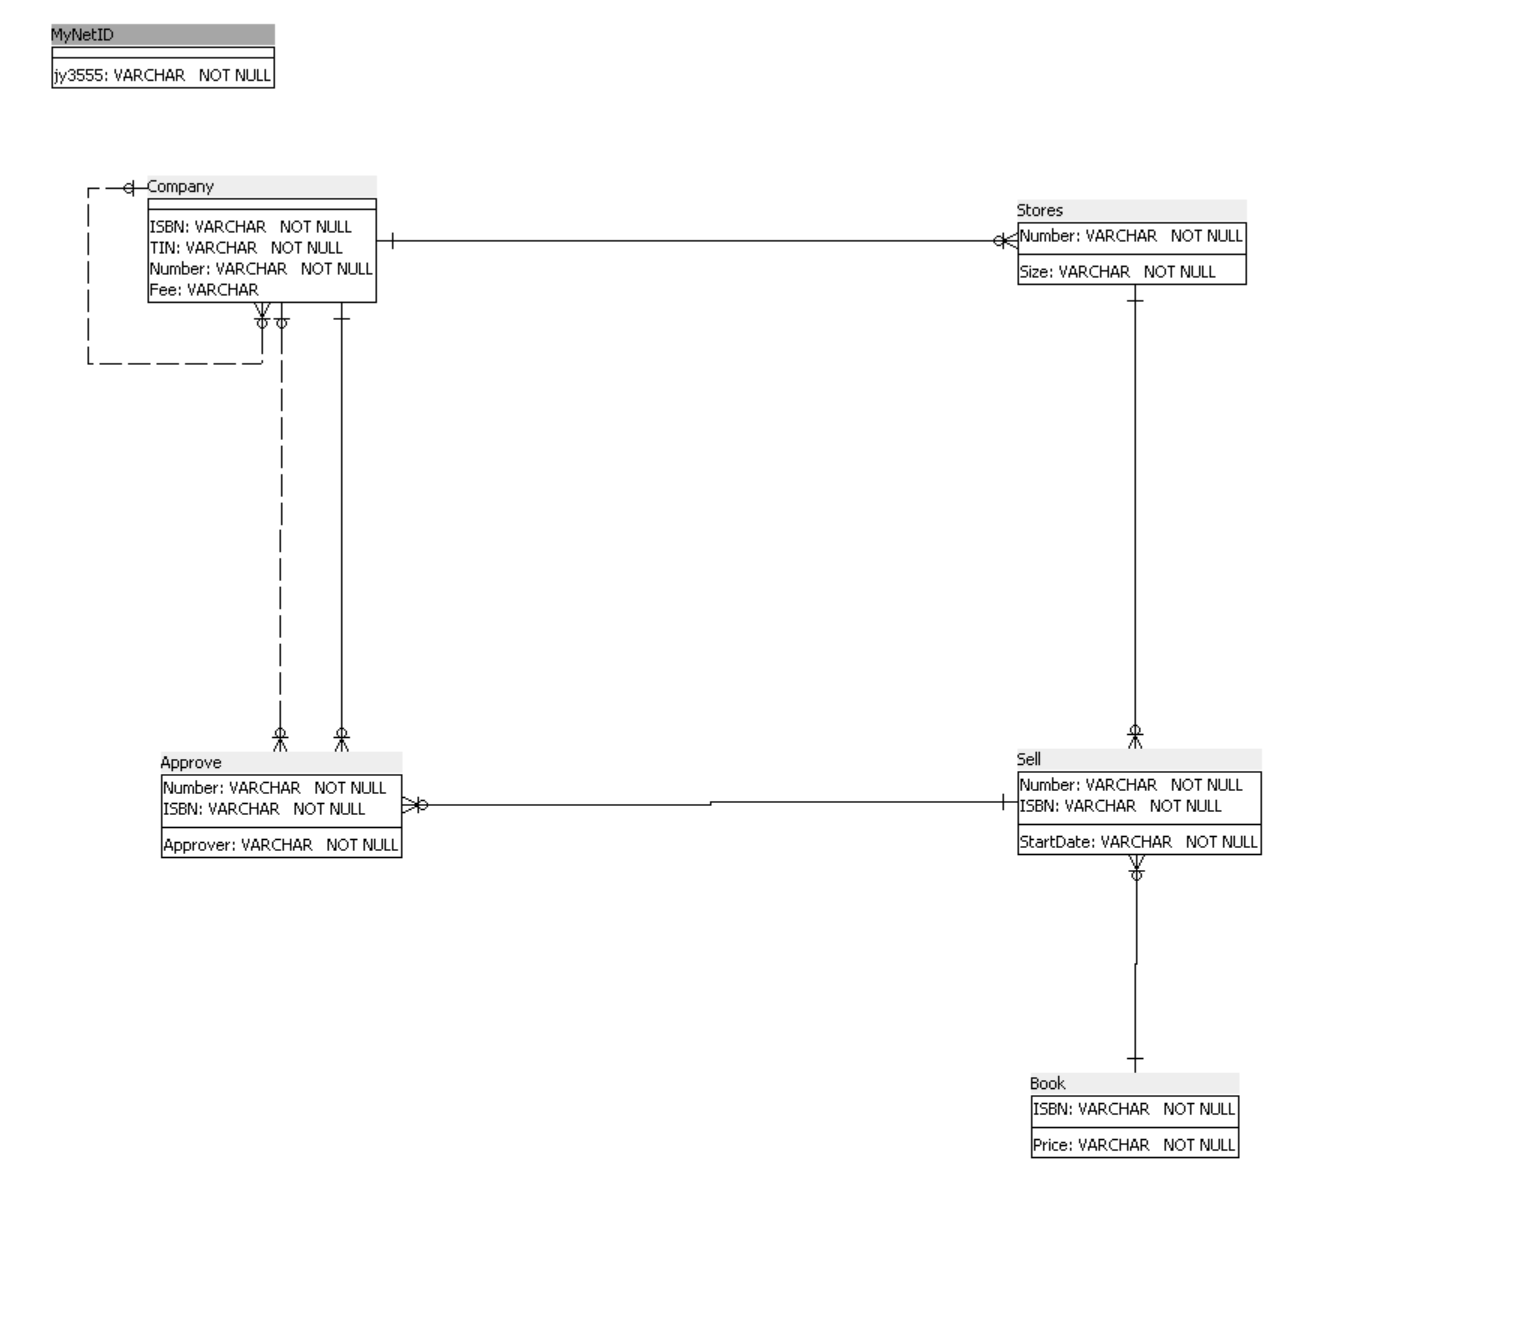 MyNetID
jy3555: VARCHAR NOT NULL
Company
ISBN: VARCHAR NOT NULL
TIN: VARCHAR NOT NULL
Number: VARCHAR NOT NULL
Fee: VARCHAR
Stores
Number: VARCHAR NOT NULL
Size: VARCHAR NOT NULL
Approve
Number: VARCHAR NOT NULL
ISBN: VARCHAR NOT NULL
Approver: VARCHAR NOT NULL
Sell
Number: VARCHAR NOT NULL
ISBN: VARCHAR NOT NULL
StartDate: VARCHAR NOT NULL
Book
ISBN: VARCHAR NOT NULL
Price: VARCHAR NOT NULL